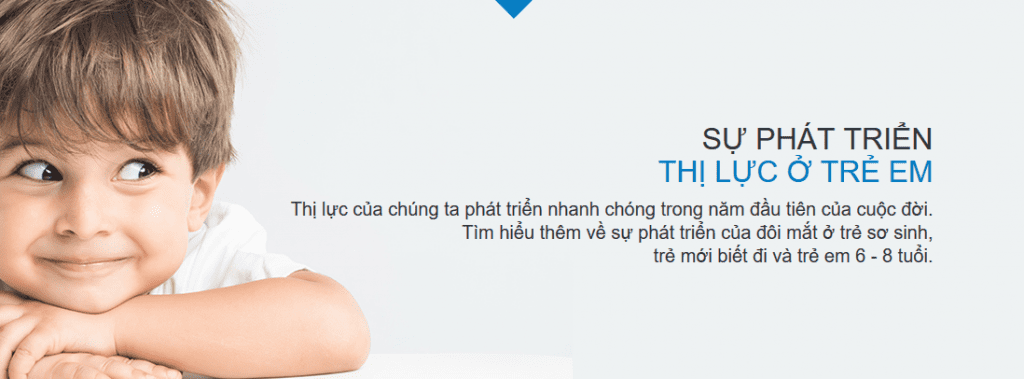 SỰ PHÁT TRIỂN
THỊ LỰC Ở TRẺ EM
Thị lực của chúng ta phát triển nhanh chóng trong năm đầu tiên của cuộc đời.
Tìm hiểu thêm về sự phát triển của đôi mắt ở trẻ sơ sinh,
trẻ mới biết đi và trẻ em 6 - 8 tuổi.